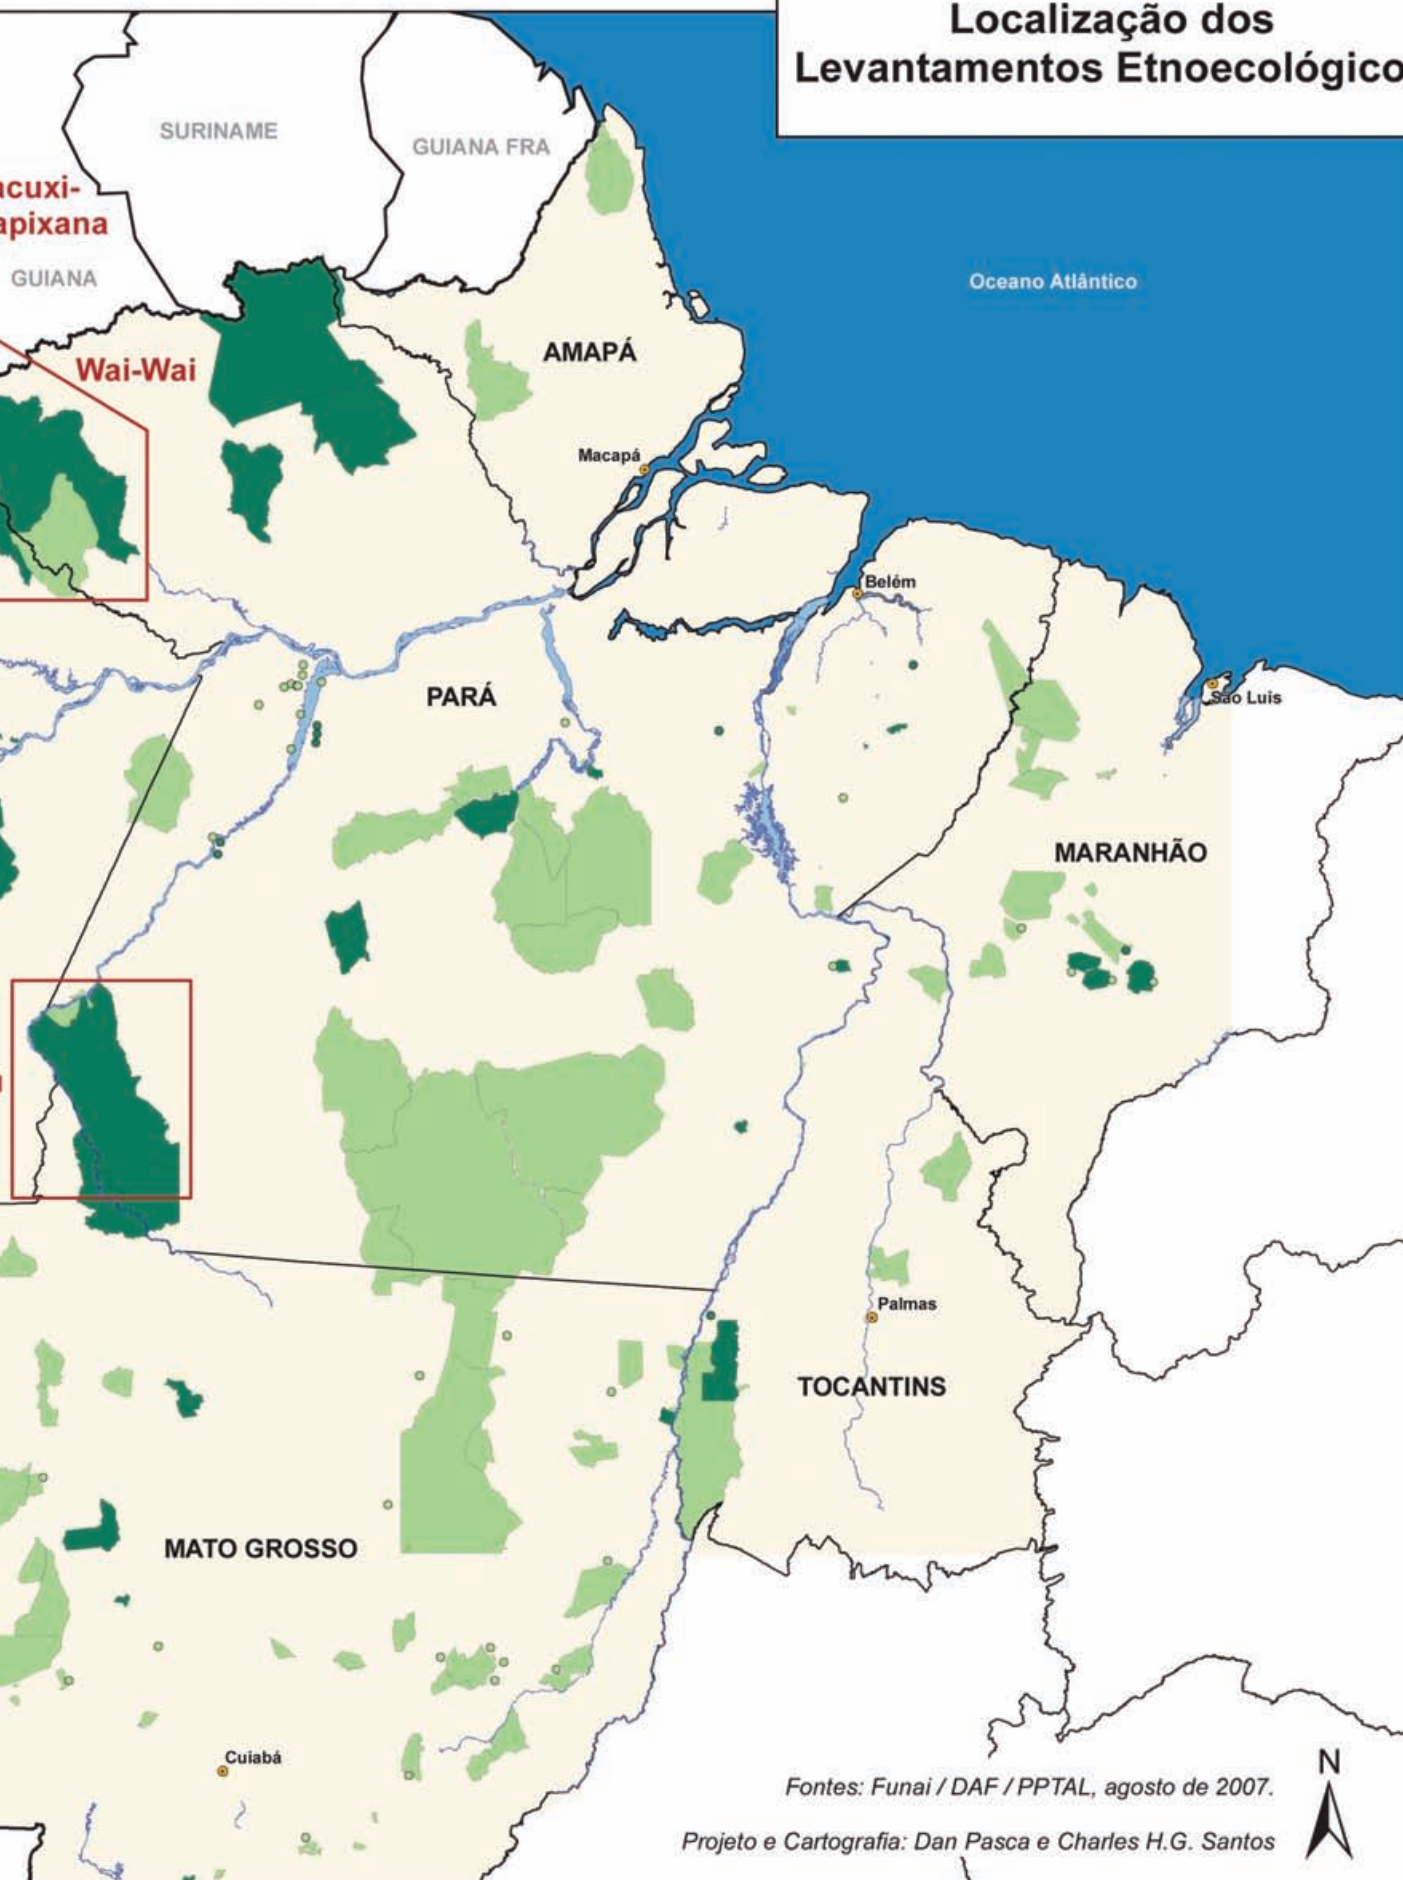 Localização dos
Levantamentos Etnoecológico
SURINAME
GUIANA FRA
acuxi-
apixana
GUIANA
Oceano Atlântico
AMAPÁ
Wai-Wai
Macapá
Belém
PARÁ
São Luis
MARANHÃO
Palmas
TOCANTINS
MATO GROSSO
Cuiabá
N
Fontes: Funai / DAF / PPTAL, agosto de 2007.
Projeto e Cartografia: Dan Pasca e Charles H.G. Santos